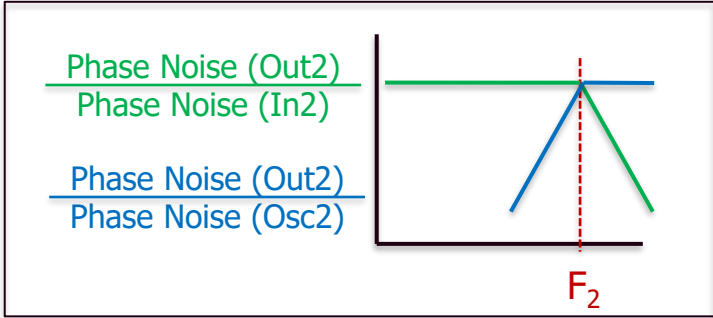 Phase Noise (Out2)
Phase Noise (In2)
Phase Noise (Out2)
Phase Noise (Osc2)
F₂